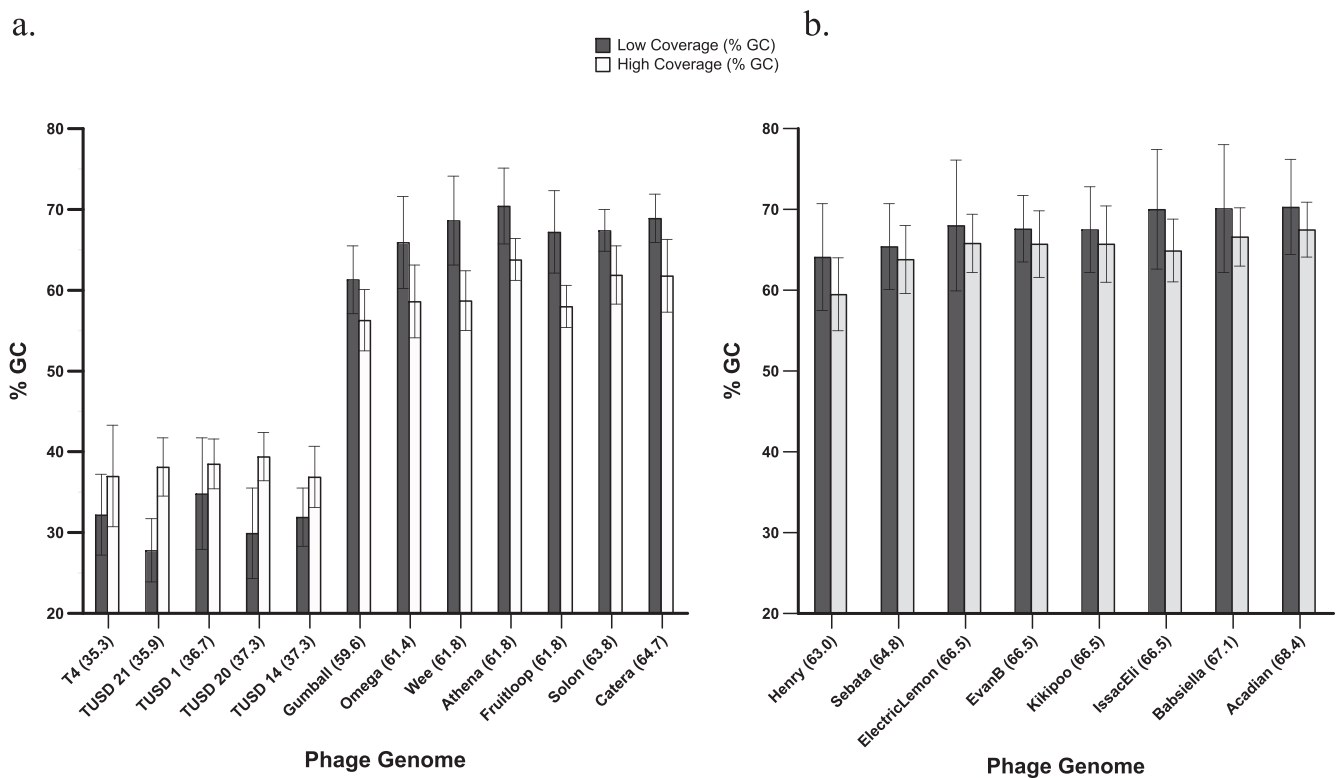 a.
b.
Low Coverage (% GC)
High Coverage (% GC)
80
70
60
50
40
30
20
% GC
T4 (35.3)
TUSD 21 (35.9)
TUSD 1 (36.7)
TUSD 20 (37.3)
TUSD 14 (37.3)
Gumball (59.6)
Omega (61.4)
Wee (61.8)
Athena (61.8)
Fruitloop (61.8)
Solon (63.8)
Catera (64.7)
Phage Genome
80
70
60
50
40
30
20
% GC
Henry (63.0)
Sebata (64.8)
ElectricLemon (66.5)
EvanB (66.5)
Kikipoo (66.5)
IssacEli (66.5)
Babsiella (67.1)
Acadian (68.4)
Phage Genome